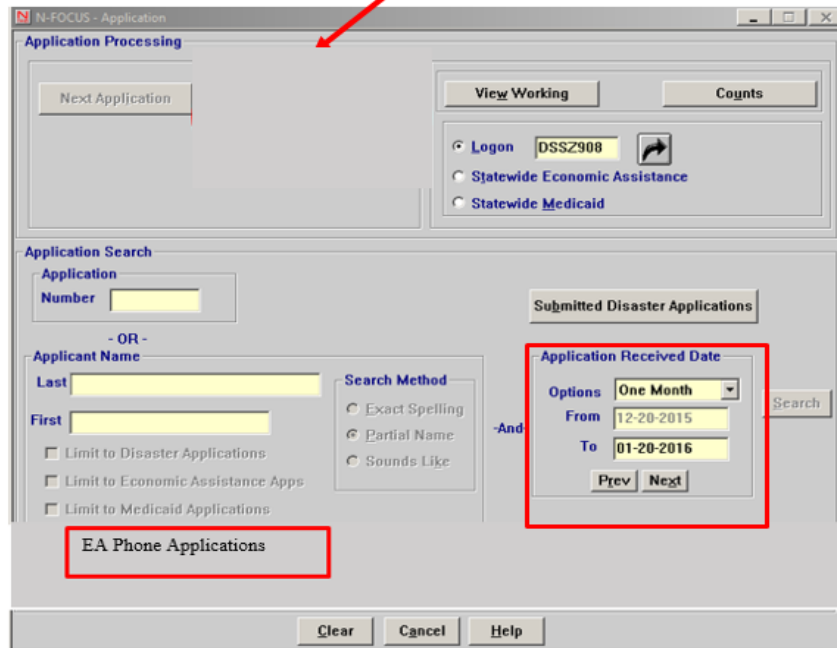 N-FOCUS - Application
Application Processing
Next Application
View Working
Counts
Logon DSSZ908
Statewide Economic Assistance
Statewide Medicaid
Application Search
Application
Number
Submitted Disaster Applications
- OR -
Applicant Name
Last
First
Limit to Disaster Applications
Limit to Economic Assistance Apps
Limit to Medicaid Applications
Search Method
Exact Spelling
Partial Name
Sounds Like
-And-
Application Received Date
Options One Month
From 12-20-2015
To 01-20-2016
Prev Next
Search
EA Phone Applications
Clear Cancel Help